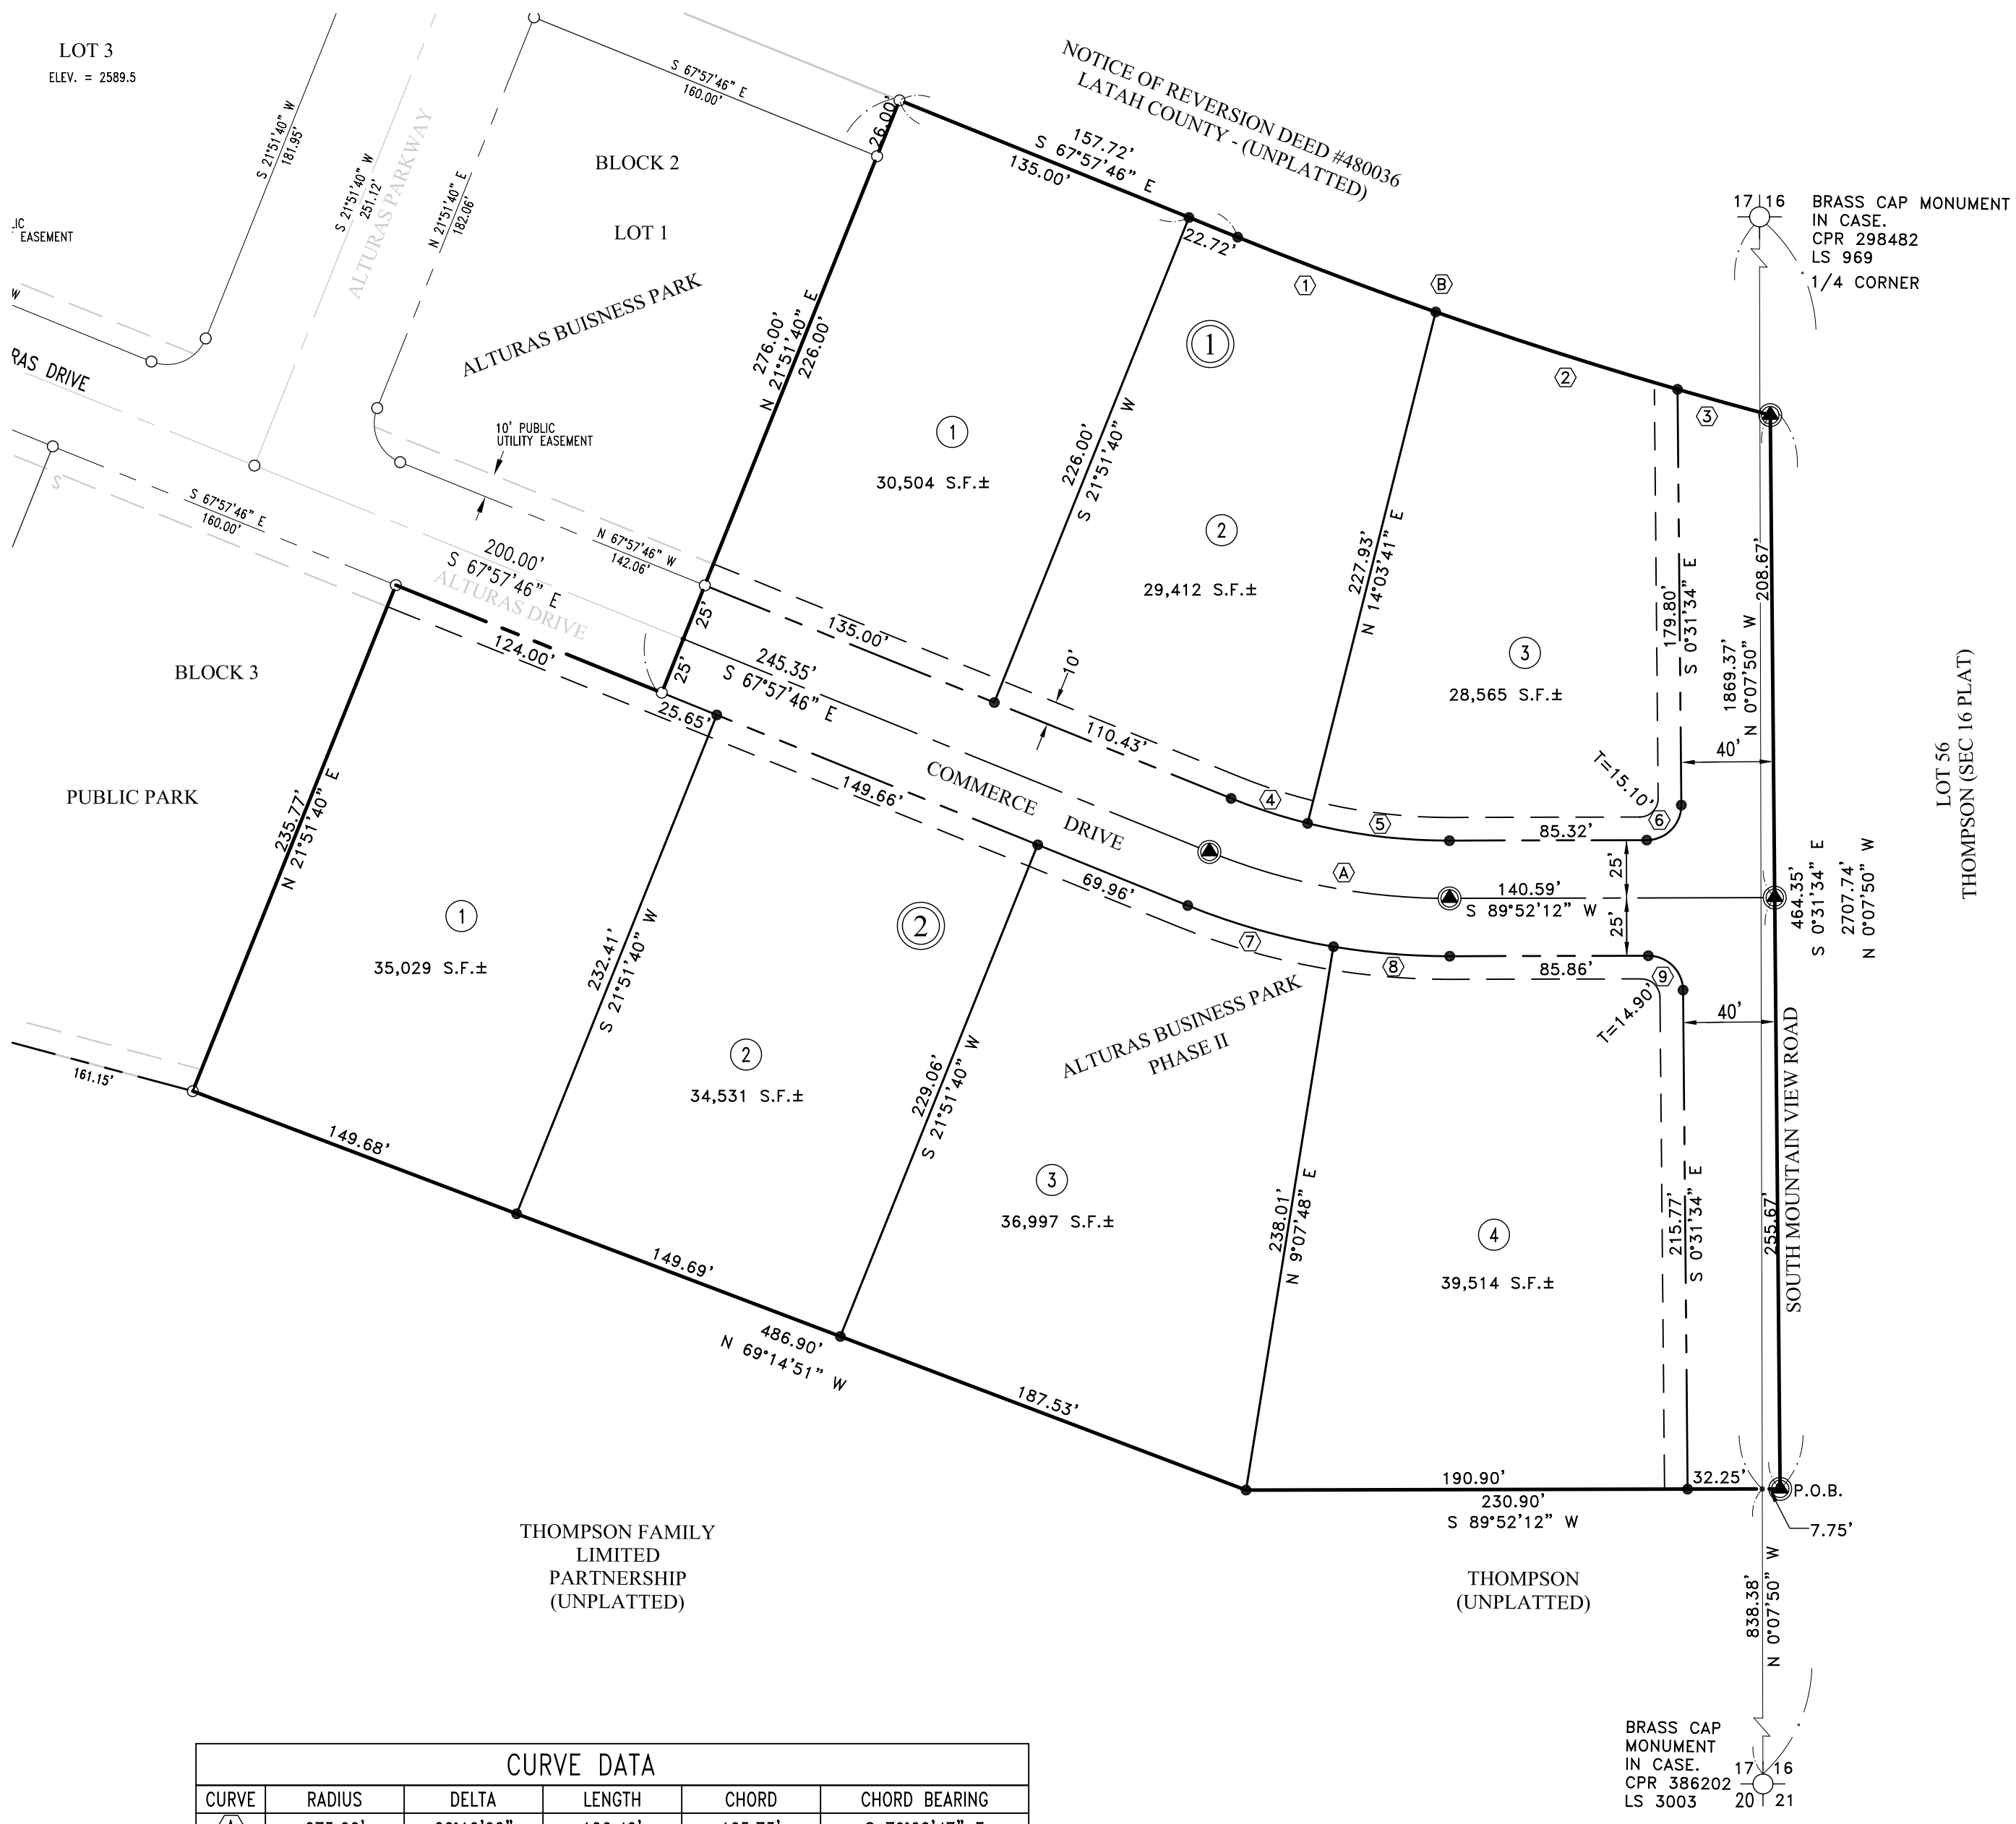 LOT 3
ELEV. = 2589.5
S 21°51'40" W
181.95'
S 21°51'40" W
251.12'
ALTURAS PARKWAY
N 21°51'40" E
182.06'
S 67°57'46" E
160.00'
BLOCK 2
LOT 1
ALTURAS BUISNESS PARK
26.00'
NOTICE OF REVERSION DEED #480036
LATAH COUNTY - (UNPLATTED)
157.72'
S 67°57'46" E
135.00'
22.72'
1
B
2
3
17 16
BRASS CAP MONUMENT
IN CASE.
CPR 298482
LS 969
1/4 CORNER
EASEMENT
W
RAS DRIVE
10' PUBLIC
UTILITY EASEMENT
276.00'
N 21°51'40" E
226.00'
1
1
30,504 S.F.±
226.00'
S 21°51'40" W
2
29,412 S.F.±
227.93'
N 14°03'41" E
3
28,565 S.F.±
179.80'
S 0°31'34" E
208.67'
1869.37'
N 0°07'50" W
LOT 56
THOMPSON (SEC 16 PLAT)
S
S 67°57'46" E
160.00'
200.00'
S 67°57'46" E
ALTURAS DRIVE
N 67°57'46" W
142.06'
25'
25'
124.00'
135.00'
245.35'
S 67°57'46" E
10'
110.43'
25.65'
149.66'
COMMERCE DRIVE
4
5
6
T=15.10'
85.32'
40'
25'
A
140.59'
S 89°52'12" W
25'
69.96'
7
8
85.86'
9
T=14.90'
40'
464.35'
S 0°31'34" E
2707.74'
N 0°07'50" W
BLOCK 3
PUBLIC PARK
235.77'
N 21°51'40" E
1
35,029 S.F.±
232.41'
S 21°51'40" W
2
2
34,531 S.F.±
229.06'
S 21°51'40" W
ALTURAS BUSINESS PARK
PHASE II
3
36,997 S.F.±
238.01'
N 9°07'48" E
4
39,514 S.F.±
215.77'
S 0°31'34" E
255.67'
SOUTH MOUNTAIN VIEW ROAD
161.15'
149.68'
149.69'
486.90'
N 69°14'51" W
187.53'
190.90'
230.90'
S 89°52'12" W
32.25'
P.O.B.
7.75'
THOMPSON FAMILY
LIMITED
PARTNERSHIP
(UNPLATTED)
THOMPSON
(UNPLATTED)
838.38'
N 0°07'50" W
BRASS CAP
MONUMENT
IN CASE.
CPR 386202
LS 3003
17 16
20 21
CURVE DATA
CURVE RADIUS DELTA LENGTH CHORD CHORD BEARING